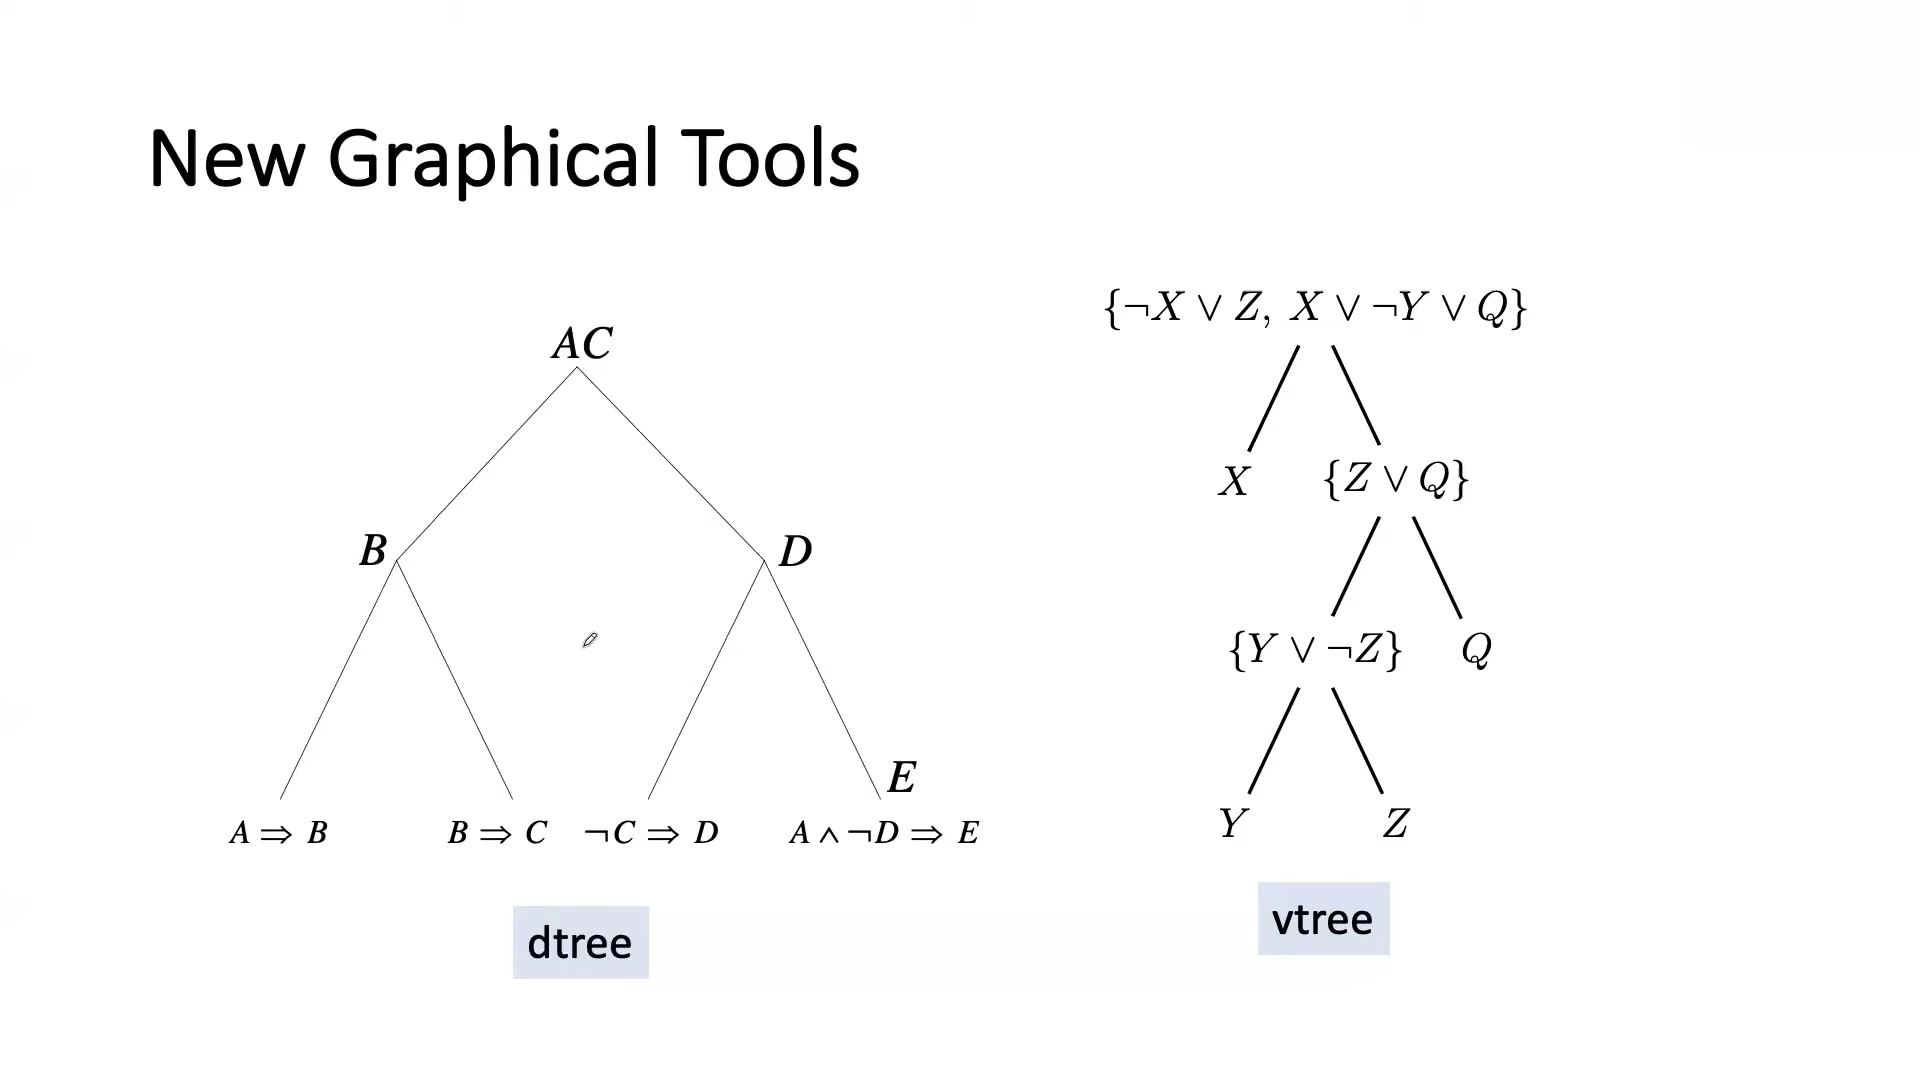 New Graphical Tools
AC
B
D
E
A ⇒ B
B ⇒ C
¬C ⇒ D
A ∧ ¬D ⇒ E
dtree
{¬X ∨ Z, X ∨ ¬Y ∨ Q}
X
{Z ∨ Q}
{Y ∨ ¬Z}
Q
Y
Z
vtree